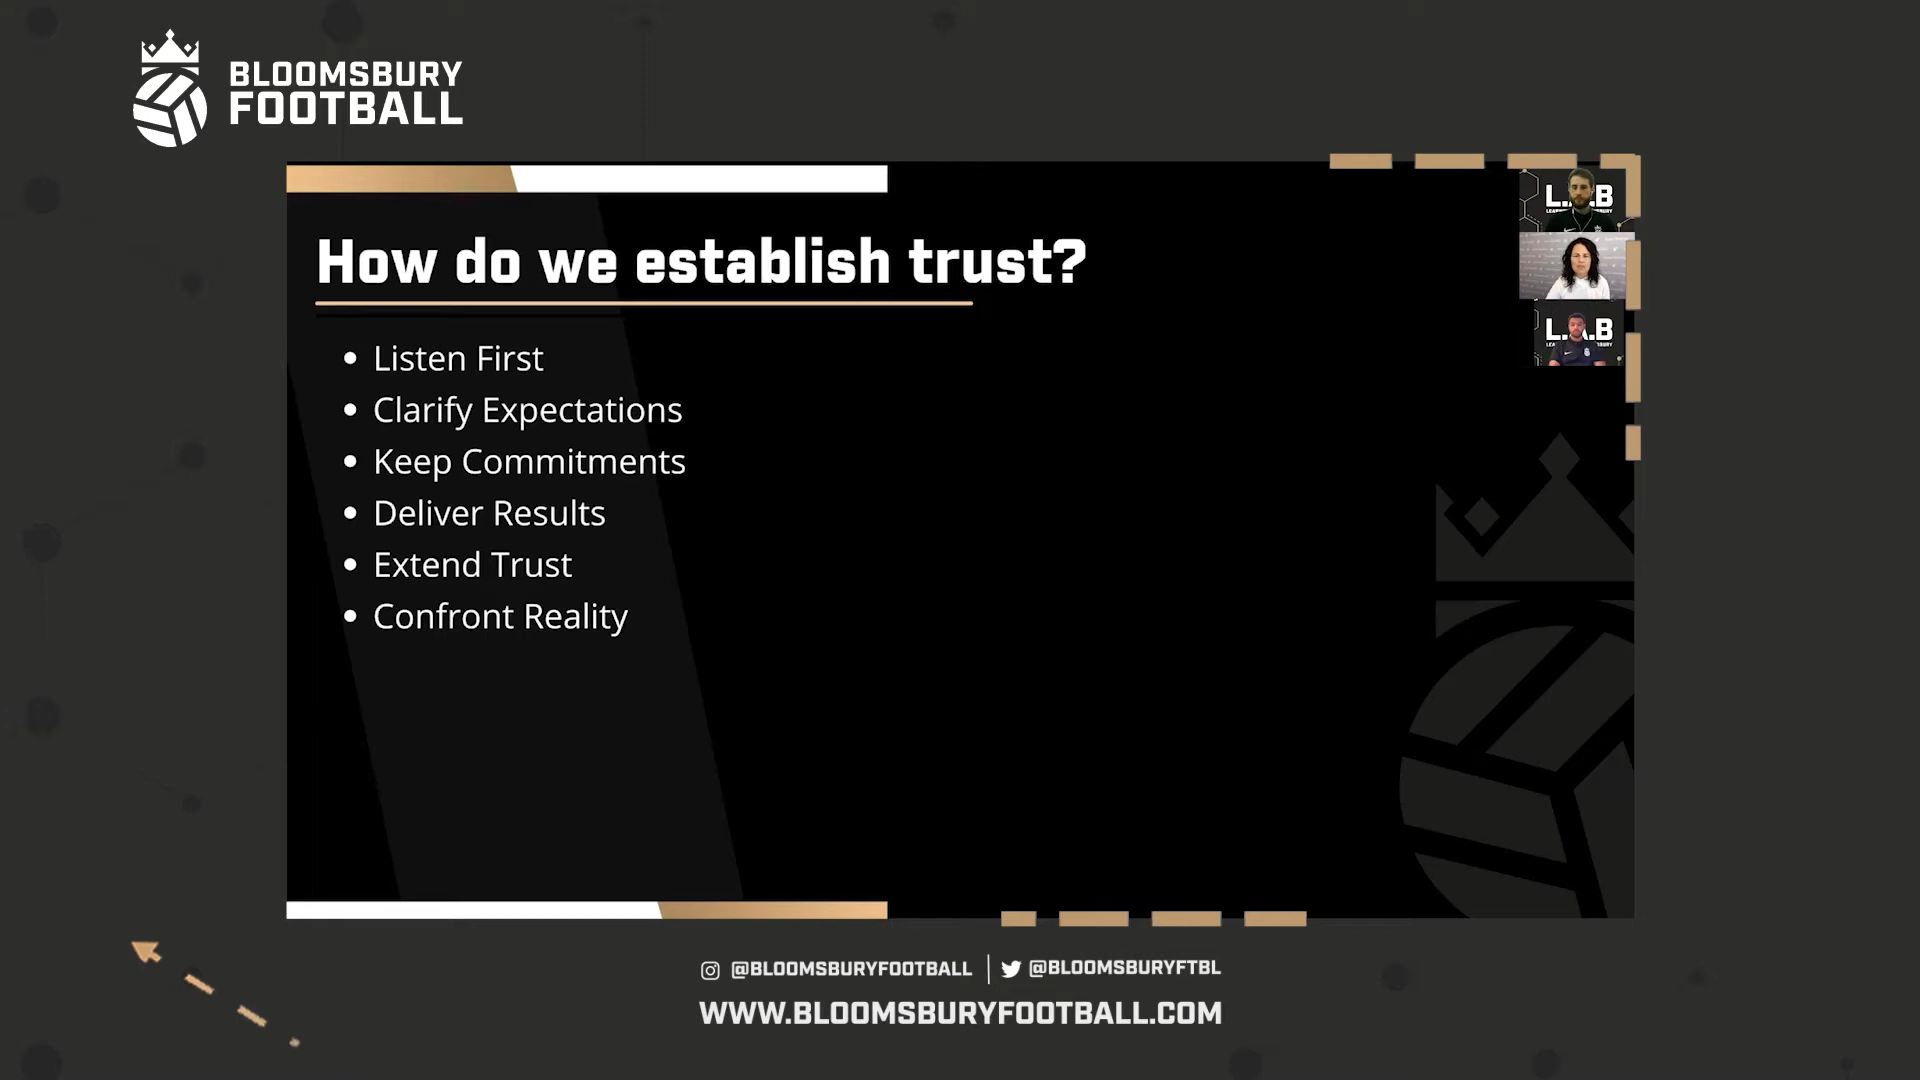 BLOOMSBURY
FOOTBALL
How do we establish trust?
• Listen First
• Clarify Expectations
• Keep Commitments
• Deliver Results
• Extend Trust
• Confront Reality
@BLOOMSBURYFOOTBALL | @BLOOMSBURYFTBL
WWW.BLOOMSBURYFOOTBALL.COM